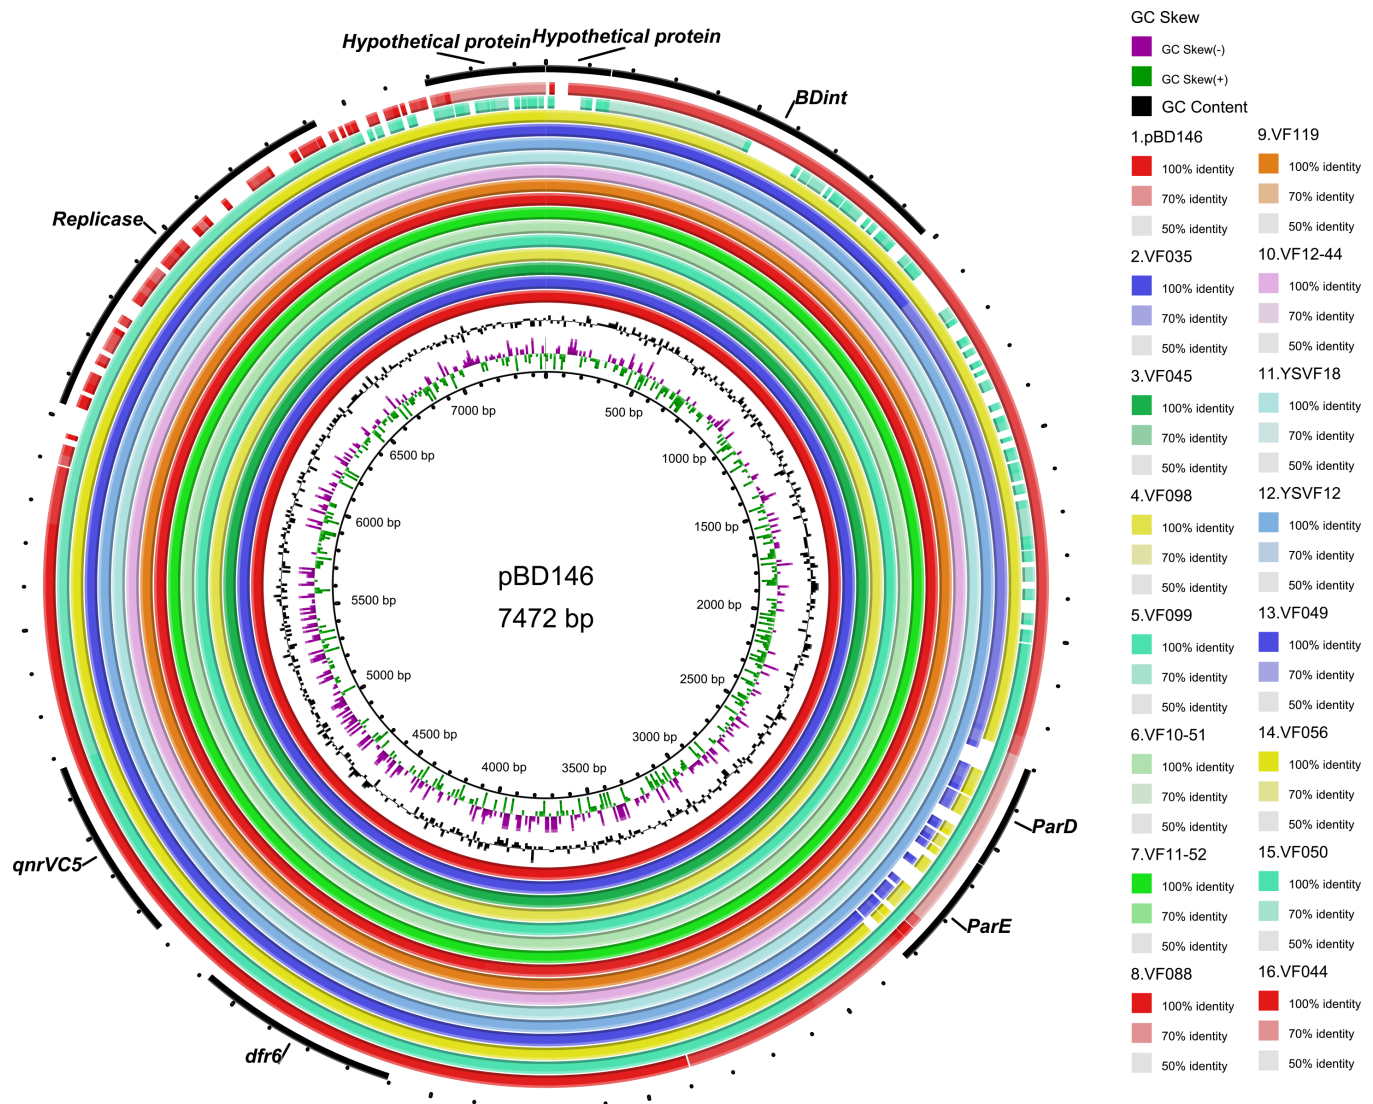 Hypothetical protein
Hypothetical protein
BDint
Replicase
ParD
ParE
qnrVC5
dfr6
7000 bp
500 bp
6500 bp
1000 bp
6000 bp
1500 bp
5500 bp
2000 bp
5000 bp
2500 bp
4500 bp
3000 bp
4000 bp
3500 bp
pBD146
7472 bp
GC Skew
GC Skew(-)
GC Skew(+)
GC Content
1.pBD146
100% identity
70% identity
50% identity
2.VF035
100% identity
70% identity
50% identity
3.VF045
100% identity
70% identity
50% identity
4.VF098
100% identity
70% identity
50% identity
5.VF099
100% identity
70% identity
50% identity
6.VF10-51
100% identity
70% identity
50% identity
7.VF11-52
100% identity
70% identity
50% identity
8.VF088
100% identity
70% identity
50% identity
9.VF119
100% identity
70% identity
50% identity
10.VF12-44
100% identity
70% identity
50% identity
11.YSVF18
100% identity
70% identity
50% identity
12.YSVF12
100% identity
70% identity
50% identity
13.VF049
100% identity
70% identity
50% identity
14.VF056
100% identity
70% identity
50% identity
15.VF050
100% identity
70% identity
50% identity
16.VF044
100% identity
70% identity
50% identity